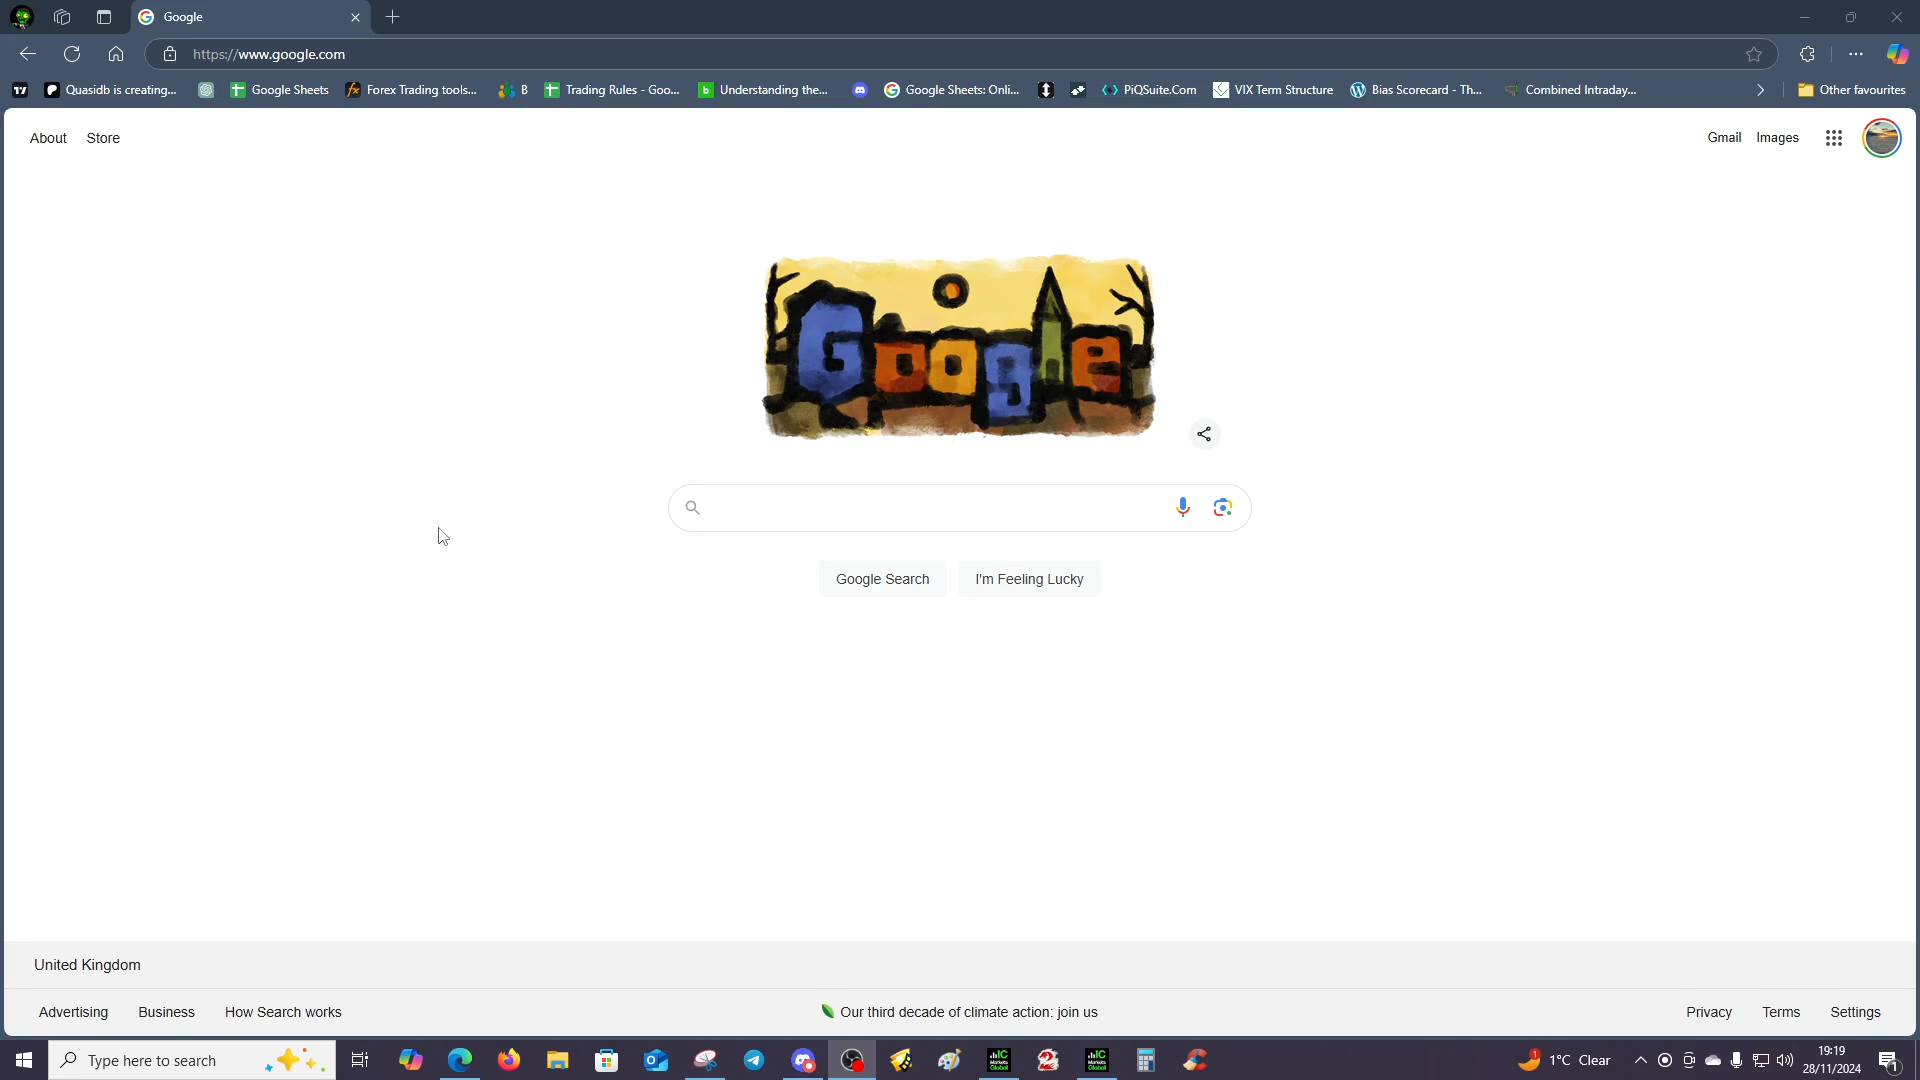 Google
https://www.google.com
Quasidb is creating... Google Sheets Forex Trading tools... B Trading Rules - Goo... Understanding the... Google Sheets: Onli... PiQSuite.Com VIX Term Structure Bias Scorecard - Th... Combined Intraday... Other favourites
About Store Gmail Images
Google
Google Search I'm Feeling Lucky
United Kingdom
Advertising Business How Search works Our third decade of climate action: join us Privacy Terms Settings
Type here to search 1°C Clear 19:19
28/11/2024